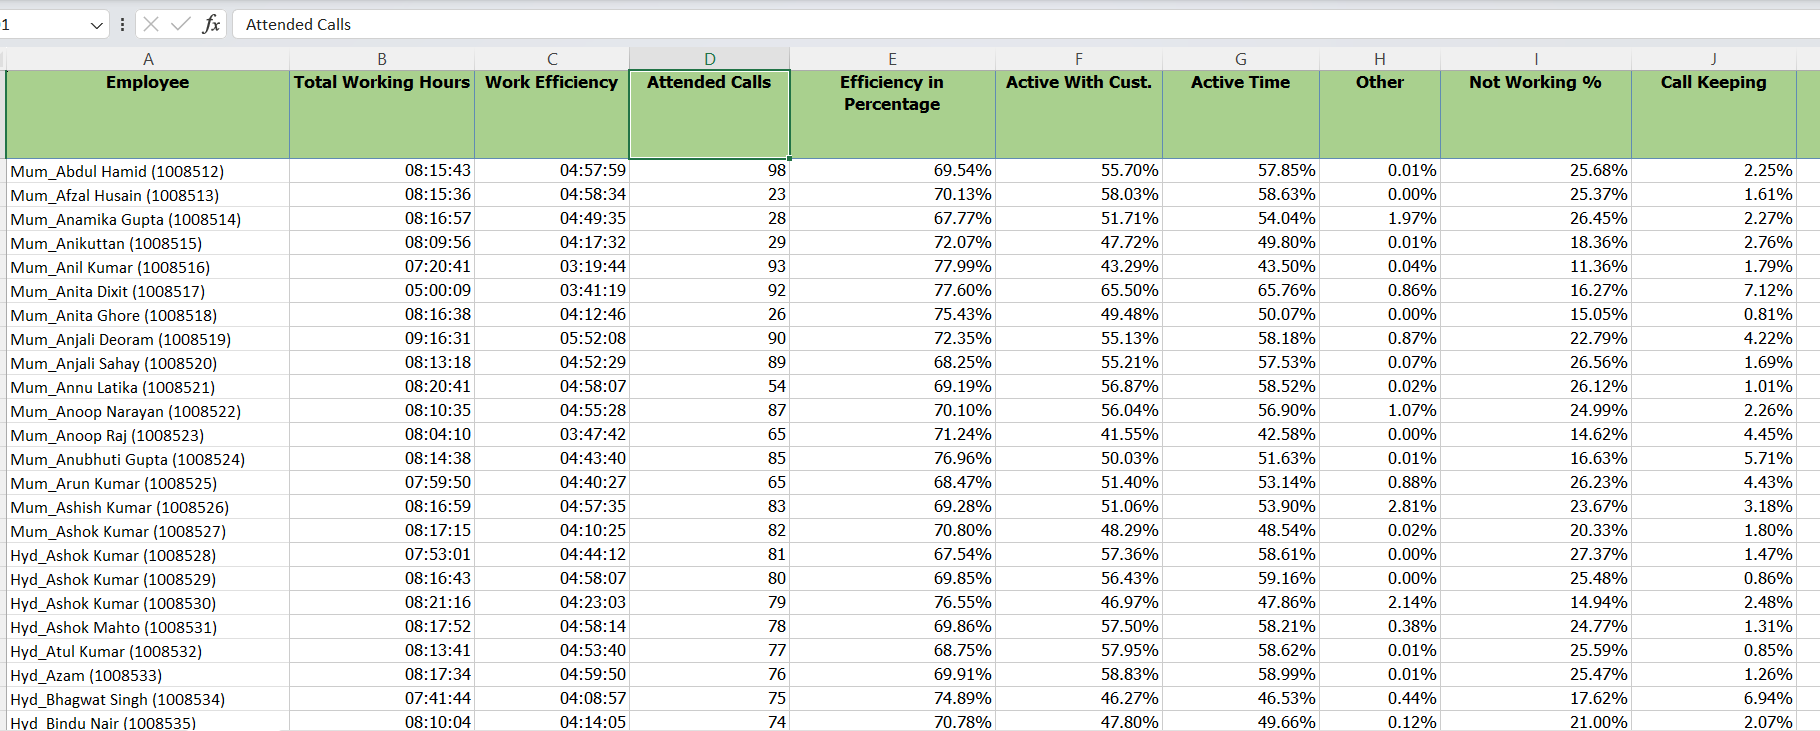 1 fx Attended Calls
A B C D E F G H I J
Employee Total Working Hours Work Efficiency Attended Calls Efficiency in Active With Cust. Active Time Other Not Working % Call Keeping
Percentage
Mum_Abdul Hamid (1008512) 08:15:43 04:57:59 98 69.54% 55.70% 57.85% 0.01% 25.68% 2.25%
Mum_Afzal Husain (1008513) 08:15:36 04:58:34 23 70.13% 58.03% 58.63% 0.00% 25.37% 1.61%
Mum_Anamika Gupta (1008514) 08:16:57 04:49:35 28 67.77% 51.71% 54.04% 1.97% 26.45% 2.27%
Mum_Anikuttan (1008515) 08:09:56 04:17:32 29 72.07% 47.72% 49.80% 0.01% 18.36% 2.76%
Mum_Anil Kumar (1008516) 07:20:41 03:19:44 93 77.99% 43.29% 43.50% 0.04% 11.36% 1.79%
Mum_Anita Dixit (1008517) 05:00:09 03:41:19 92 77.60% 65.50% 65.76% 0.86% 16.27% 7.12%
Mum_Anita Ghore (1008518) 08:16:38 04:12:46 26 75.43% 49.48% 50.07% 0.00% 15.05% 0.81%
Mum_Anjali Deoram (1008519) 09:16:31 05:52:08 90 72.35% 55.13% 58.18% 0.87% 22.79% 4.22%
Mum_Anjali Sahay (1008520) 08:13:18 04:52:29 89 68.25% 55.21% 57.53% 0.07% 26.56% 1.69%
Mum_Annu Latika (1008521) 08:20:41 04:58:07 54 69.19% 56.87% 58.52% 0.02% 26.12% 1.01%
Mum_Anoop Narayan (1008522) 08:10:35 04:55:28 87 70.10% 56.04% 56.90% 1.07% 24.99% 2.26%
Mum_Anoop Raj (1008523) 08:04:10 03:47:42 65 71.24% 41.55% 42.58% 0.00% 14.62% 4.45%
Mum_Anubhuti Gupta (1008524) 08:14:38 04:43:40 85 76.96% 50.03% 51.63% 0.01% 16.63% 5.71%
Mum_Arun Kumar (1008525) 07:59:50 04:40:27 65 68.47% 51.40% 53.14% 0.88% 26.23% 4.43%
Mum_Ashish Kumar (1008526) 08:16:59 04:57:35 83 69.28% 51.06% 53.90% 2.81% 23.67% 3.18%
Mum_Ashok Kumar (1008527) 08:17:15 04:10:25 82 70.80% 48.29% 48.54% 0.02% 20.33% 1.80%
Hyd_Ashok Kumar (1008528) 07:53:01 04:44:12 81 67.54% 57.36% 58.61% 0.00% 27.37% 1.47%
Hyd_Ashok Kumar (1008529) 08:16:43 04:58:07 80 69.85% 56.43% 59.16% 0.00% 25.48% 0.86%
Hyd_Ashok Kumar (1008530) 08:21:16 04:23:03 79 76.55% 46.97% 47.86% 2.14% 14.94% 2.48%
Hyd_Ashok Mahto (1008531) 08:17:52 04:58:14 78 69.86% 57.50% 58.21% 0.38% 24.77% 1.31%
Hyd_Atul Kumar (1008532) 08:13:41 04:53:40 77 68.75% 57.95% 58.62% 0.01% 25.59% 0.85%
Hyd_Azam (1008533) 08:17:34 04:59:50 76 69.91% 58.83% 58.99% 0.01% 25.47% 1.26%
Hyd_Bhagwat Singh (1008534) 07:41:44 04:08:57 75 74.89% 46.27% 46.53% 0.44% 17.62% 6.94%
Hyd_Bindu Nair (1008535) 08:10:04 04:14:05 74 70.78% 47.80% 49.66% 0.12% 21.00% 2.07%